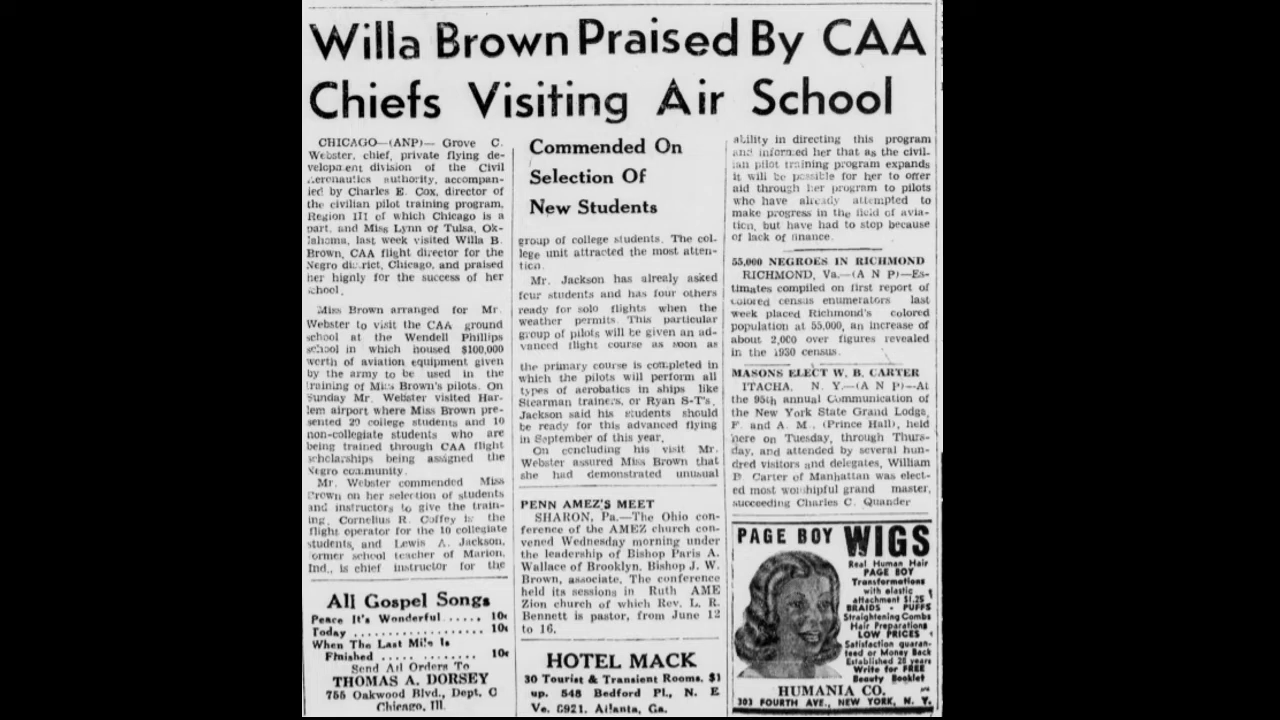 Willa Brown Praised By CAA
Chiefs Visiting Air School
CHICAGO—(ANP)— Grove C.
Webster, chief, private flying de-
velopment division of the Civil
Aeronautics authority, accompan-
ied by Charles E. Cox, director of
the civilian pilot training program,
Region III of which Chicago is a
part, and Miss Lynn of Tulsa, Ok-
lahoma, last week visited Willa B.
Brown, CAA flight director for the
Negro district, Chicago, and praised
her highly for the success of her
school.
Miss Brown arranged for Mr.
Webster to visit the CAA ground
school at the Wendell Phillips
school in which housed $100,000
worth of aviation equipment given
by the army to be used in the
training of Miss Brown's pilots. On
Sunday Mr. Webster visited Har-
lem airport where Miss Brown pre-
sented 20 college students and 10
non-collegiate students who are
being trained through CAA flight
scholarships being assigned the
Negro community.
Mr. Webster commended Miss
Brown on her selection of students
and instructors to give the train-
ing. Cornelius R. Coffey is the
flight operator for the 10 collegiate
students, and Lewis A. Jackson,
former school teacher of Marion,
Ind., is chief instructor for the
All Gospel Songs
Peace It's Wonderful ..... 10¢
Today .................. 10¢
When The Last Mile Is
Finished ..... ........ 10¢
Send All Orders To
THOMAS A. DORSEY
755 Oakwood Blvd., Dept. C
Chicago, Ill.
Commended On
Selection Of
New Students
group of college students. The col-
lege unit attracted the most atten-
tion.
Mr. Jackson has alrealy asked
four students and has four others
ready for solo flights when the
weather permits. This particular
group of pilots will be given an ad-
vanced flight course as soon as
the primary course is completed in
which the pilots will perform all
types of aerobatics in ships like
Stearman trainers, or Ryan S-T's.
Jackson said his students should
be ready for this advanced flying
in September of this year.
On concluding his visit Mr.
Webster assured Miss Brown that
she had demonstrated unusual
PENN AMEZ'S MEET
SHARON, Pa.—The Ohio con-
ference of the AMEZ church con-
vened Wednesday morning under
the leadership of Bishop Paris A.
Wallace of Brooklyn. Bishop J. W.
Brown, associate. The conference
held its sessions in Ruth AME
Zion church of which Rev. L. R.
Bennett is pastor, from June 12
to 16.
HOTEL MACK
30 Tourist & Transient Rooms, $1
up. 548 Bedford Pl., N. E
Ve. 6921, Atlanta, Ga.
ability in directing this program
and informed her that as the civil-
ian pilot training program expands
it will be possible for her to offer
aid through her program to pilots
who have already attempted to
make progress in the field of avia-
tion, but have had to stop because
of lack of finance.
55,000 NEGROES IN RICHMOND
RICHMOND, Va.—(A N P)—Es-
timates compiled on first report of
colored census enumerators last
week placed Richmond's colored
population at 55,000, an increase of
about 2,000 over figures revealed
in the 1930 census.
MASONS ELECT W. B. CARTER
ITACHA, N. Y.—(A N P)—At
the 95th annual Communication of
the New York State Grand Lodge,
F. and A. M., (Prince Hall), held
here on Tuesday, through Thurs-
day, and attended by several hun-
dred visitors and delegates, William
B. Carter of Manhattan was elect-
ed most worshipful grand master,
succeeding Charles C. Quander
PAGE BOY WIGS
Real Human Hair
PAGE BOY
Transformations
with elastic
attachment $1.25
BRAIDS - PUFFS
Straightening Combs
Hair Preparations
LOW PRICES
Satisfaction guaran-
teed or Money Back
Established 28 years
Write for FREE
Beauty Booklet
HUMANIA CO.
303 FOURTH AVE., NEW YORK, N. Y.